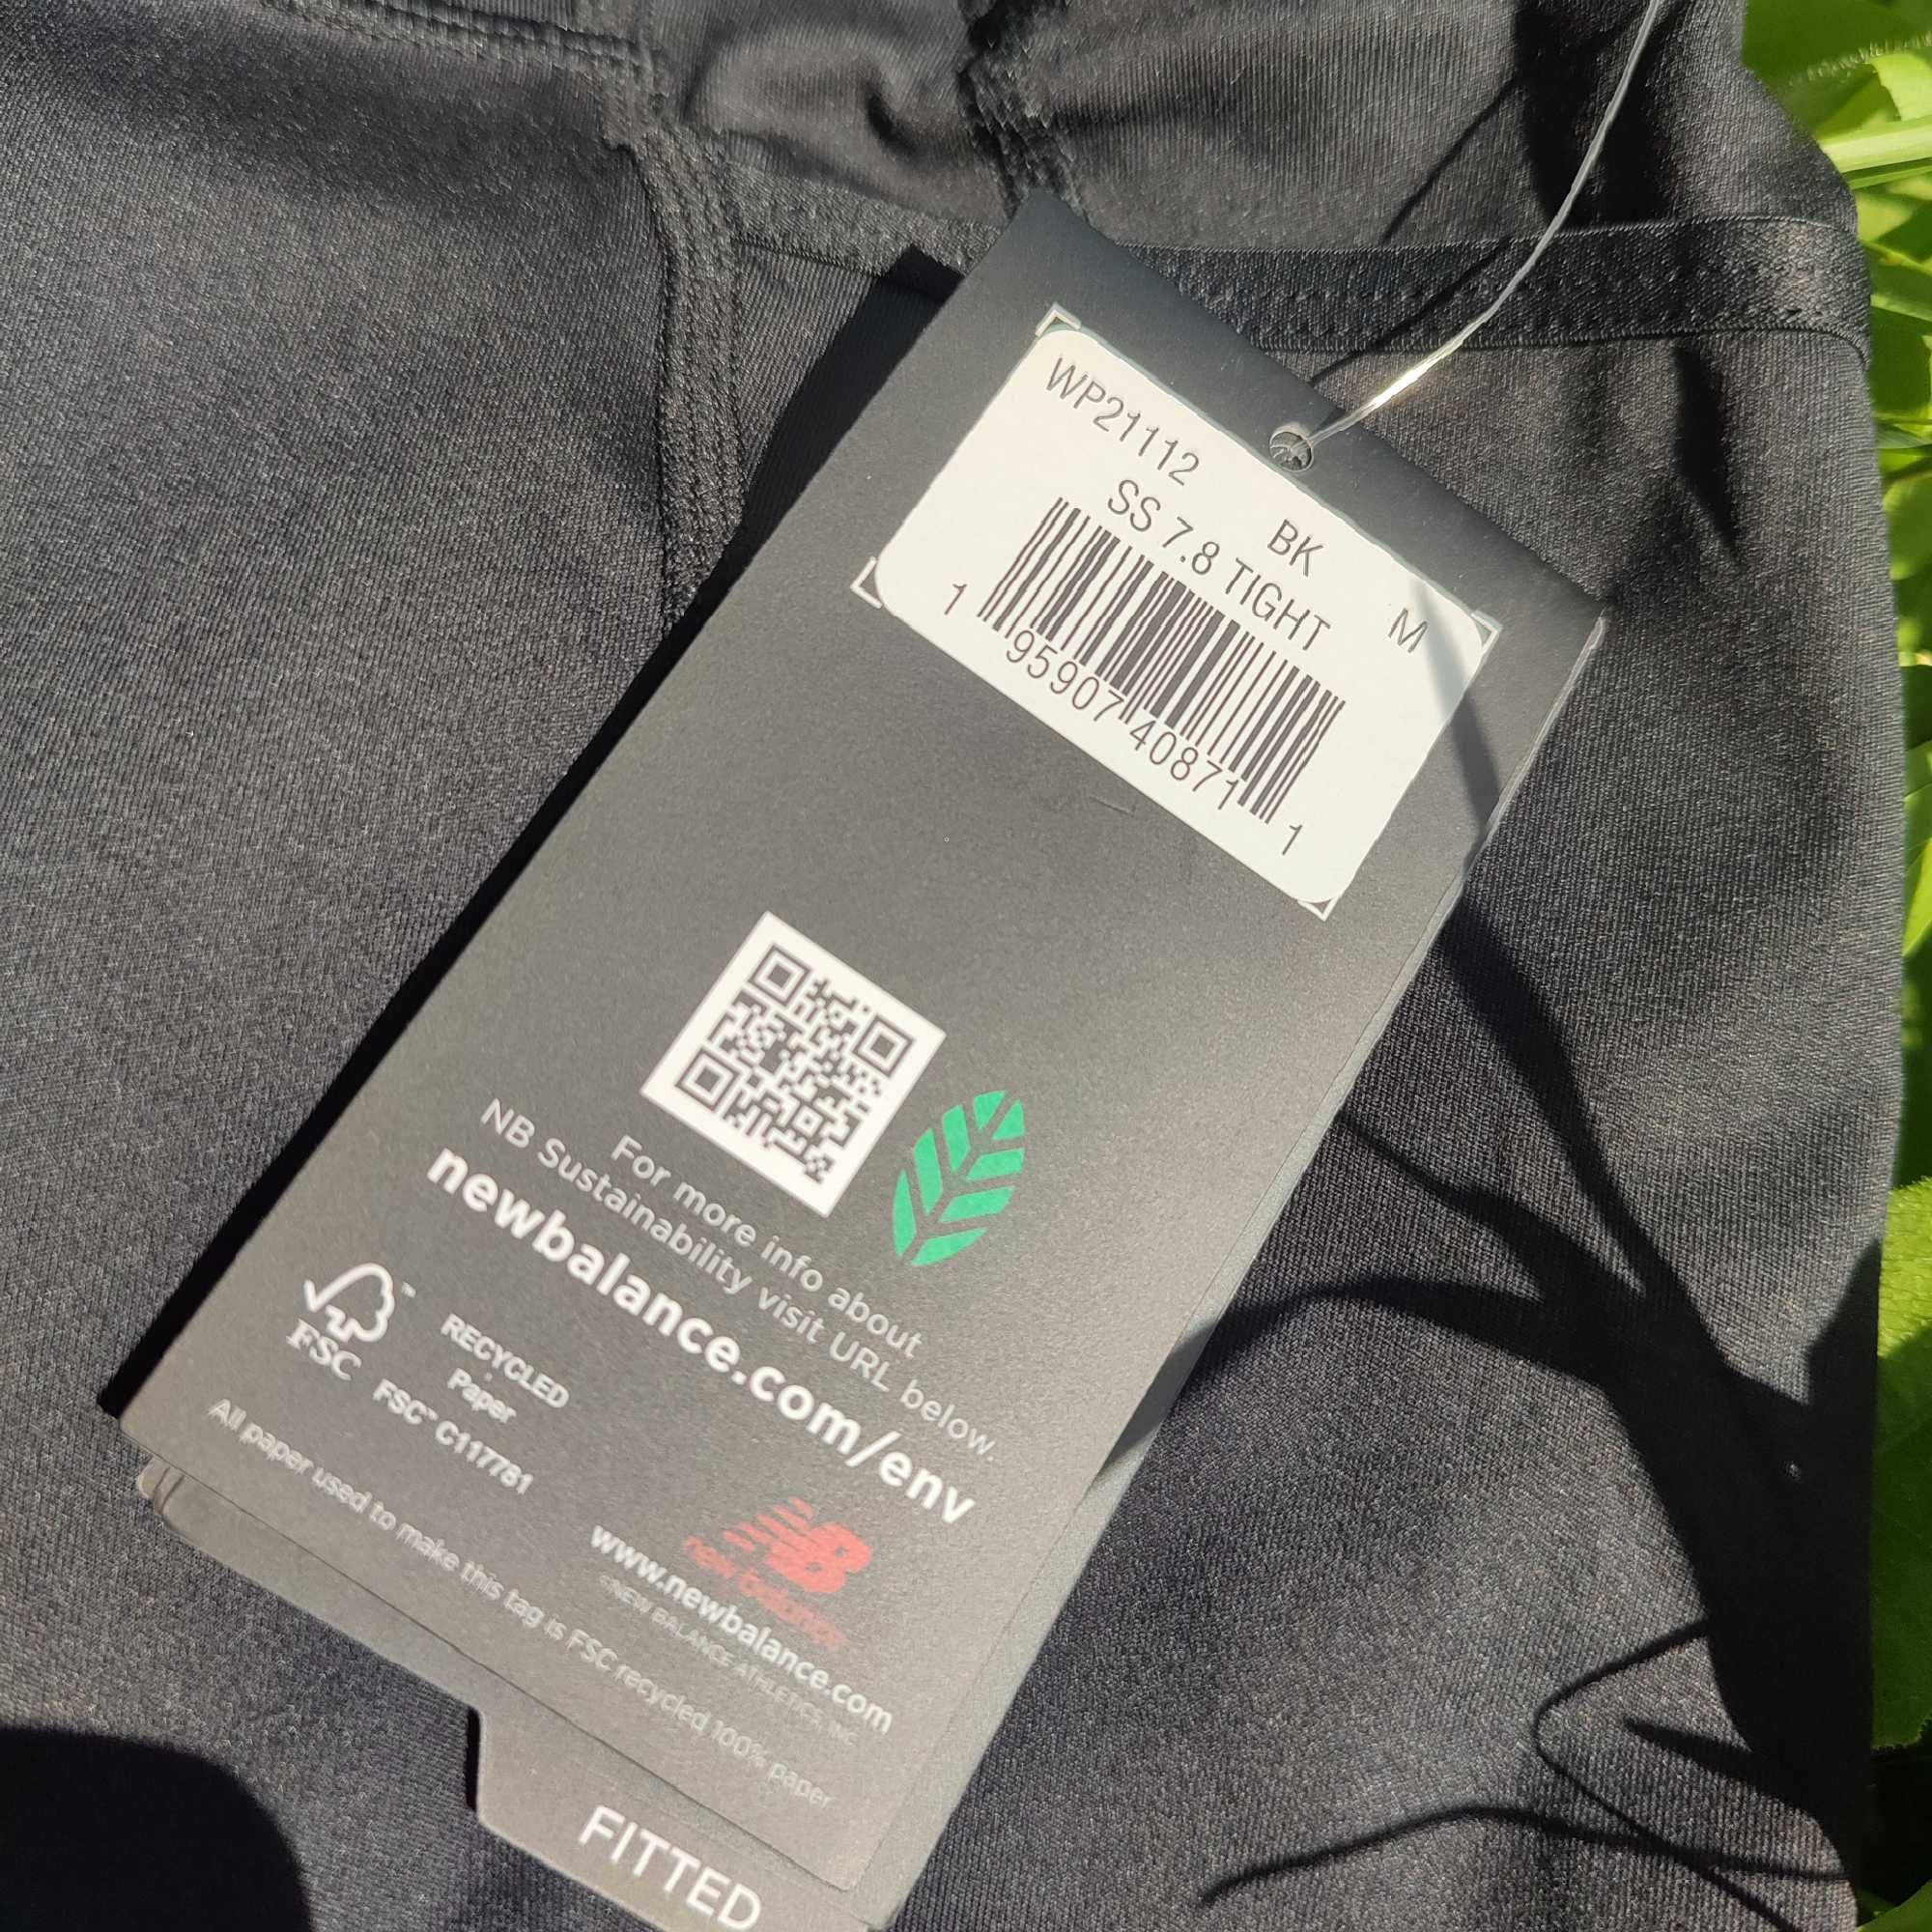 WP21112 BK M
SS 7.8 TIGHT
1 95907 40871 1
For more info about
NB Sustainability visit URL below.
newbalance.com/env
FSC
RECYCLED
Paper
FSC™ C117781
NB
new balance
www.newbalance.com
©NEW BALANCE ATHLETICS, INC
All paper used to make this tag is FSC recycled 100% paper
FITTED